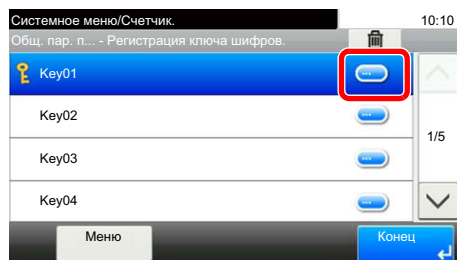 Системное меню/Счетчик.
10:10
Общ. пар. п... - Регистрация ключа шифров.
Key01
Key02
1/5
Key03
Key04
Меню
Конец